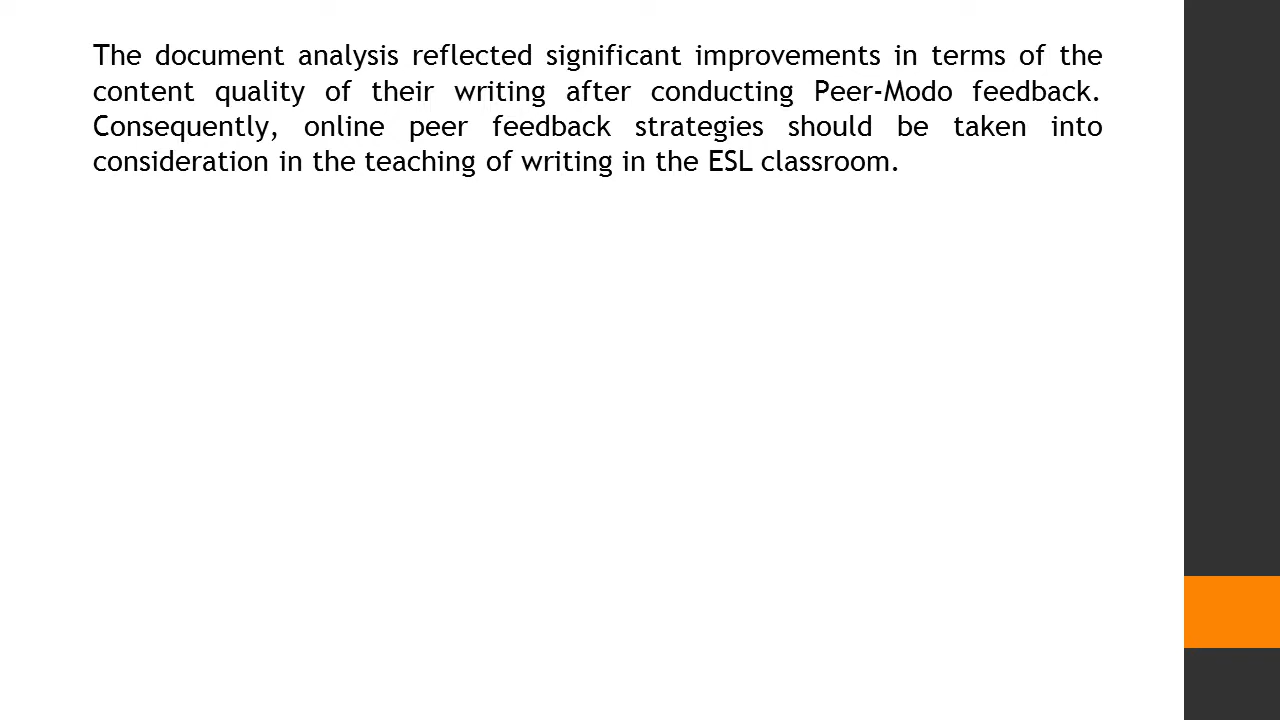 The document analysis reflected significant improvements in terms of the
content quality of their writing after conducting Peer-Modo feedback.
Consequently, online peer feedback strategies should be taken into
consideration in the teaching of writing in the ESL classroom.